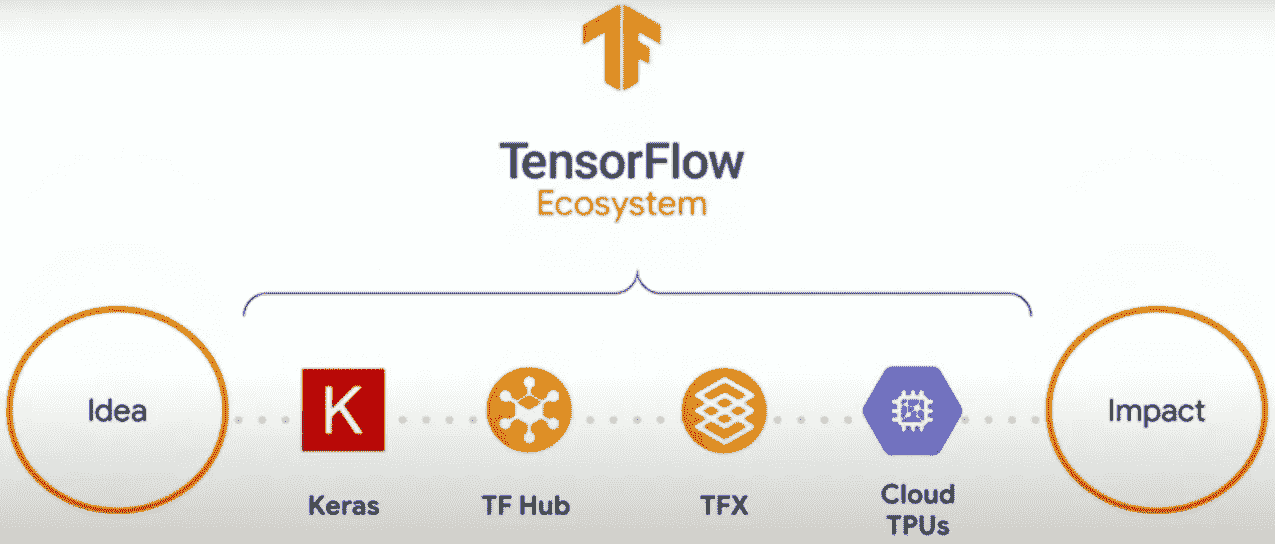 TensorFlow
Ecosystem
Idea
K
Keras
TF Hub
TFX
Cloud
TPUs
Impact